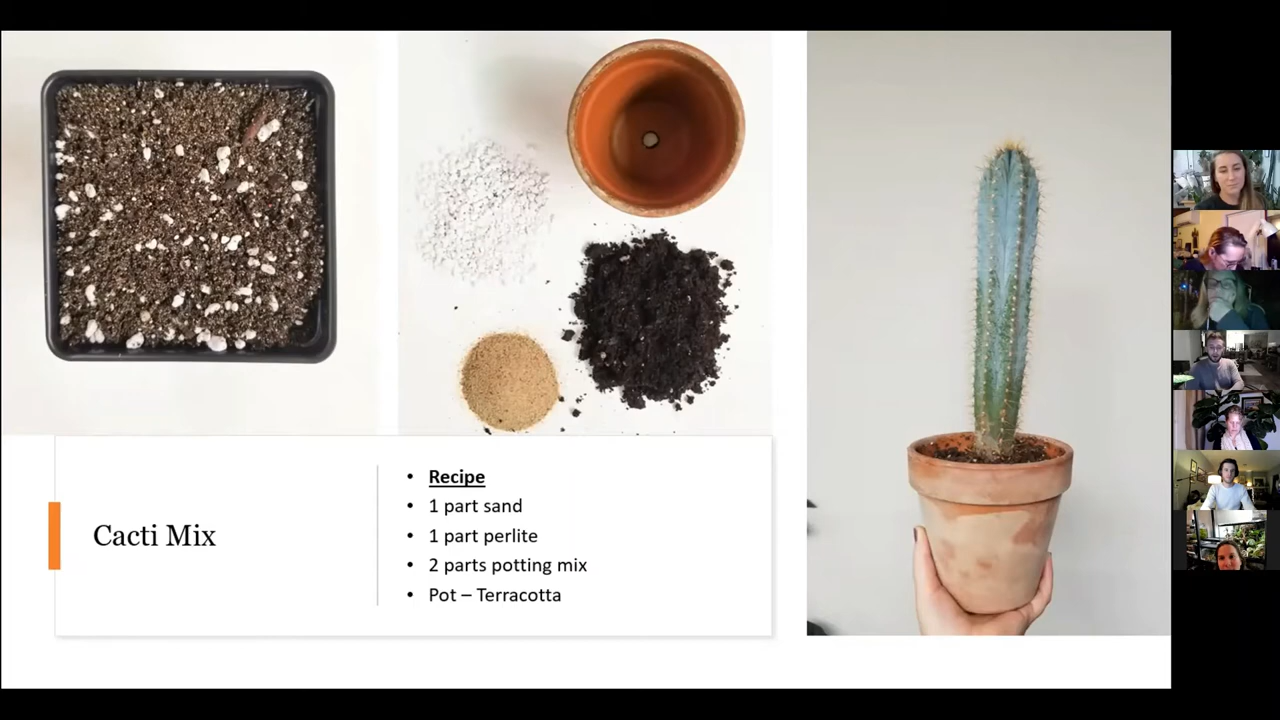 Cacti Mix
Recipe
1 part sand
1 part perlite
2 parts potting mix
Pot – Terracotta